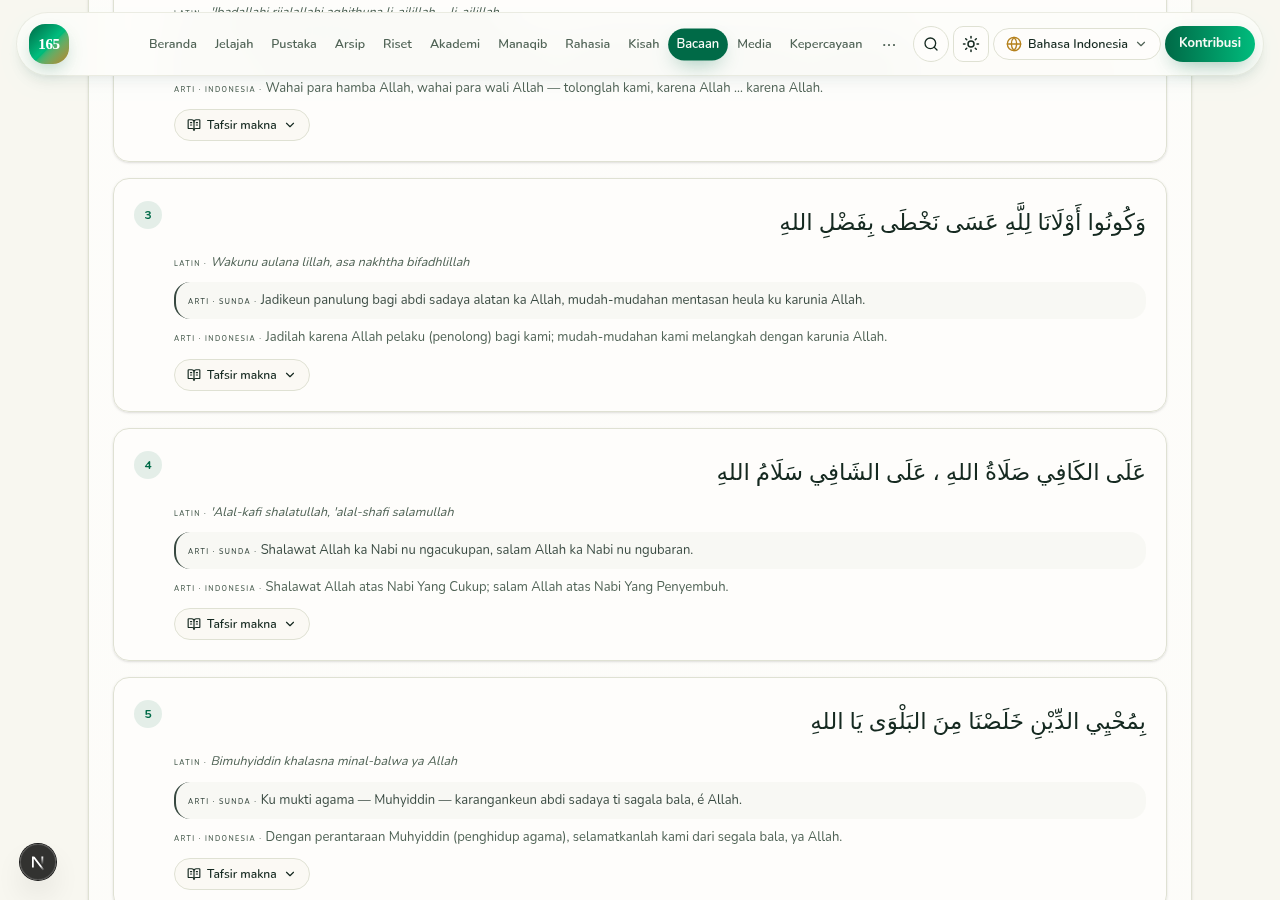 165
Beranda Jelajah Pustaka Arsip Riset Akademi Manaqib Rahasia Kisah Bacaan Media Kepercayaan ··· Bahasa Indonesia Kontribusi
ARTI · INDONESIA · Wahai para hamba Allah, wahai para wali Allah — tolonglah kami, karena Allah ... karena Allah.
Tafsir makna
3
وَكُونُوا أَوْلَانَا لِلَّهِ عَسَى نَخْطَى بِفَضْلِ اللهِ
LATIN · Wakunu aulana lillah, asa nakhtha bifadhlillah
ARTI · SUNDA · Jadikeun panulung bagi abdi sadaya alatan ka Allah, mudah-mudahan mentasan heula ku karunia Allah.
ARTI · INDONESIA · Jadilah karena Allah pelaku (penolong) bagi kami; mudah-mudahan kami melangkah dengan karunia Allah.
Tafsir makna
4
عَلَى الكَافِي صَلَاةُ اللهِ ، عَلَى الشَافِي سَلَامُ اللهِ
LATIN · 'Alal-kafi shalatullah, 'alal-shafi salamullah
ARTI · SUNDA · Shalawat Allah ka Nabi nu ngacukupan, salam Allah ka Nabi nu ngubaran.
ARTI · INDONESIA · Shalawat Allah atas Nabi Yang Cukup; salam Allah atas Nabi Yang Penyembuh.
Tafsir makna
5
بِمُحْيِي الدِّيْنِ خَلَصْنَا مِنَ البَلْوَى يَا اللهِ
LATIN · Bimuhyiddin khalasna minal-balwa ya Allah
ARTI · SUNDA · Ku mukti agama — Muhyiddin — karangankeun abdi sadaya ti sagala bala, é Allah.
ARTI · INDONESIA · Dengan perantaraan Muhyiddin (penghidup agama), selamatkanlah kami dari segala bala, ya Allah.
Tafsir makna
N